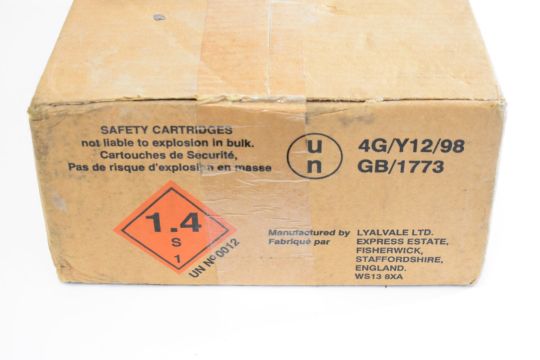 SAFETY CARTRIDGES
not liable to explosion in bulk.
Cartouches de Securité,
Pas de risque d'explosion en masse
1.4
S
1
UN Nº 0012
u
n
4G/Y12/98
GB/1773
Manufactured by
Fabriqué par
LYALVALE LTD.
EXPRESS ESTATE,
FISHERWICK,
STAFFORDSHIRE,
ENGLAND.
WS13 8XA